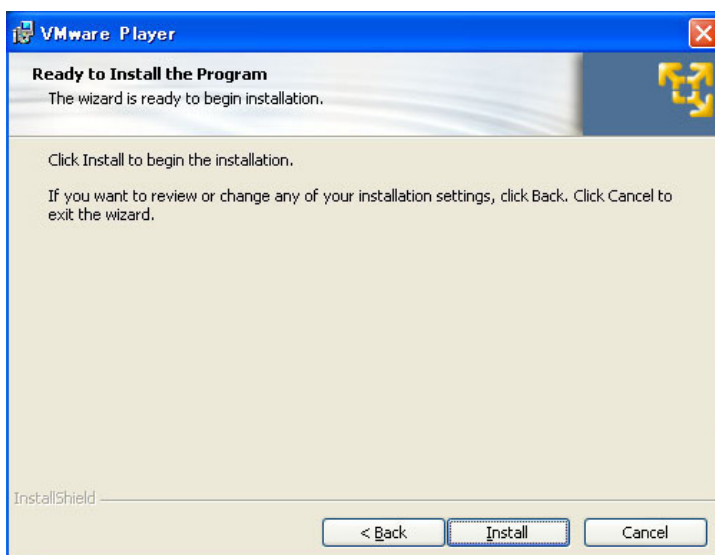 VMware Player
Ready to Install the Program
The wizard is ready to begin installation.
Click Install to begin the installation.
If you want to review or change any of your installation settings, click Back. Click Cancel to
exit the wizard.
InstallShield
< Back
Install
Cancel